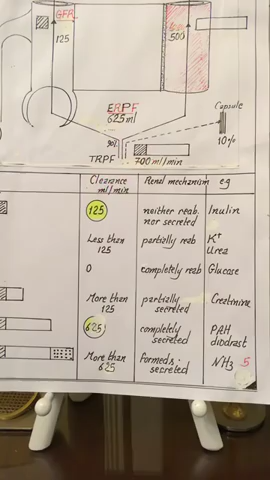 GFR
125
500
ERPF
625 ml
Capsule
90%
10%
TRPF
700 ml/min
Clearance ml/min
Renal mechanism
eg
125
neither reab. nor secreted
Inulin
Less than 125
partially reab
K+
Urea
0
completely reab
Glucose
More than 125
partially secreted
Creatinine
625
completely secreted
PAH
diodrast
More than 625
formed & secreted
NH3
5